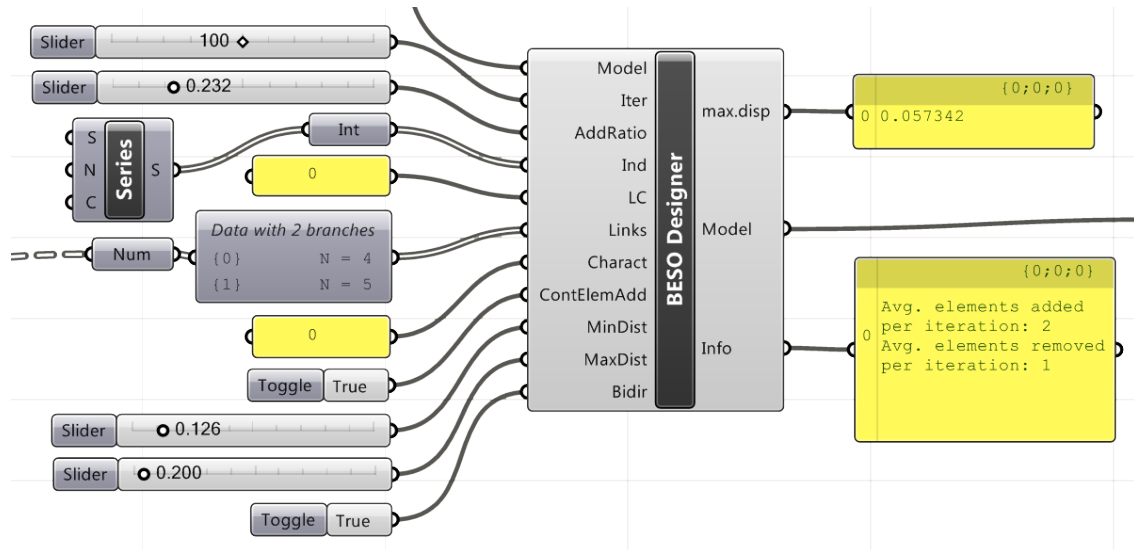 Slider 100
Slider 0.232
S
N
C
Series
S
Int
0
Num
Data with 2 branches
{0} N = 4
{1} N = 5
0
Toggle True
Slider 0.126
Slider 0.200
Toggle True
Model
Iter
AddRatio
Ind
LC
Links
Charact
ContElemAdd
MinDist
MaxDist
Bidir
BESO Designer
max.disp
Model
Info
{0;0;0}
0 0.057342
{0;0;0}
0
Avg. elements added
per iteration: 2
Avg. elements removed
per iteration: 1